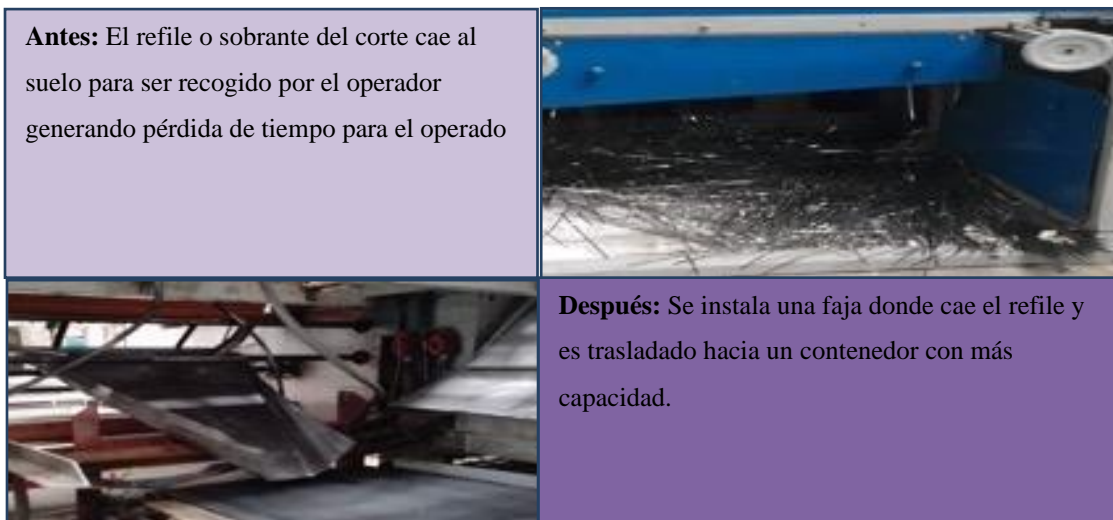 Antes: El refile o sobrante del corte cae al
suelo para ser recogido por el operador
generando pérdida de tiempo para el operado
Después: Se instala una faja donde cae el refile y
es trasladado hacia un contenedor con más
capacidad.